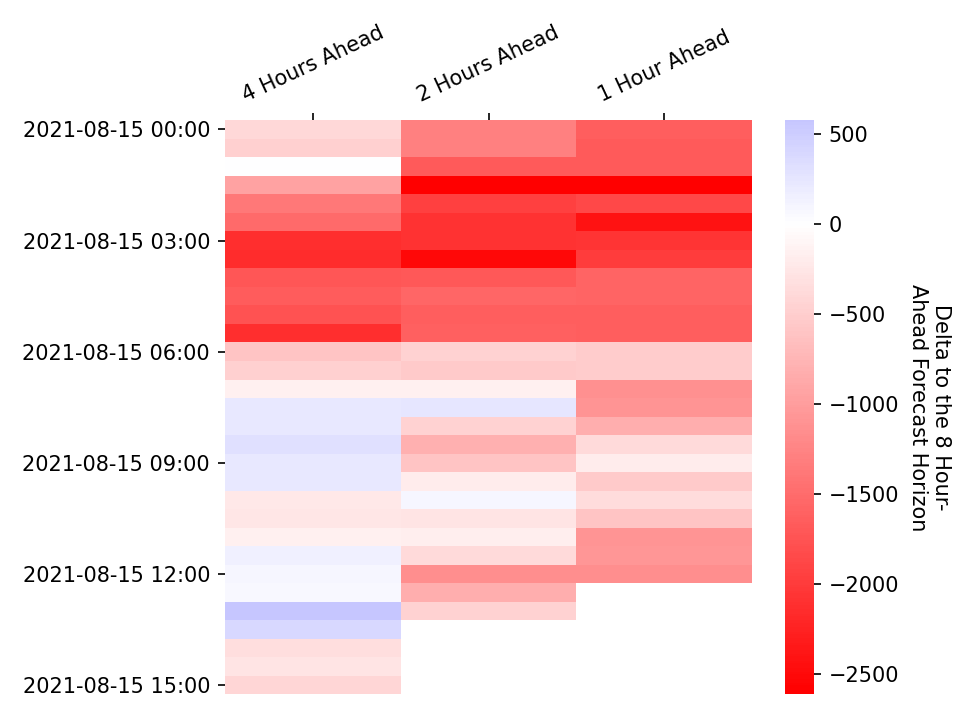 4 Hours Ahead
2 Hours Ahead
1 Hour Ahead
2021-08-15 00:00
2021-08-15 03:00
2021-08-15 06:00
2021-08-15 09:00
2021-08-15 12:00
2021-08-15 15:00
500
0
−500
−1000
−1500
−2000
−2500
Delta to the 8 Hour-
Ahead Forecast Horizon